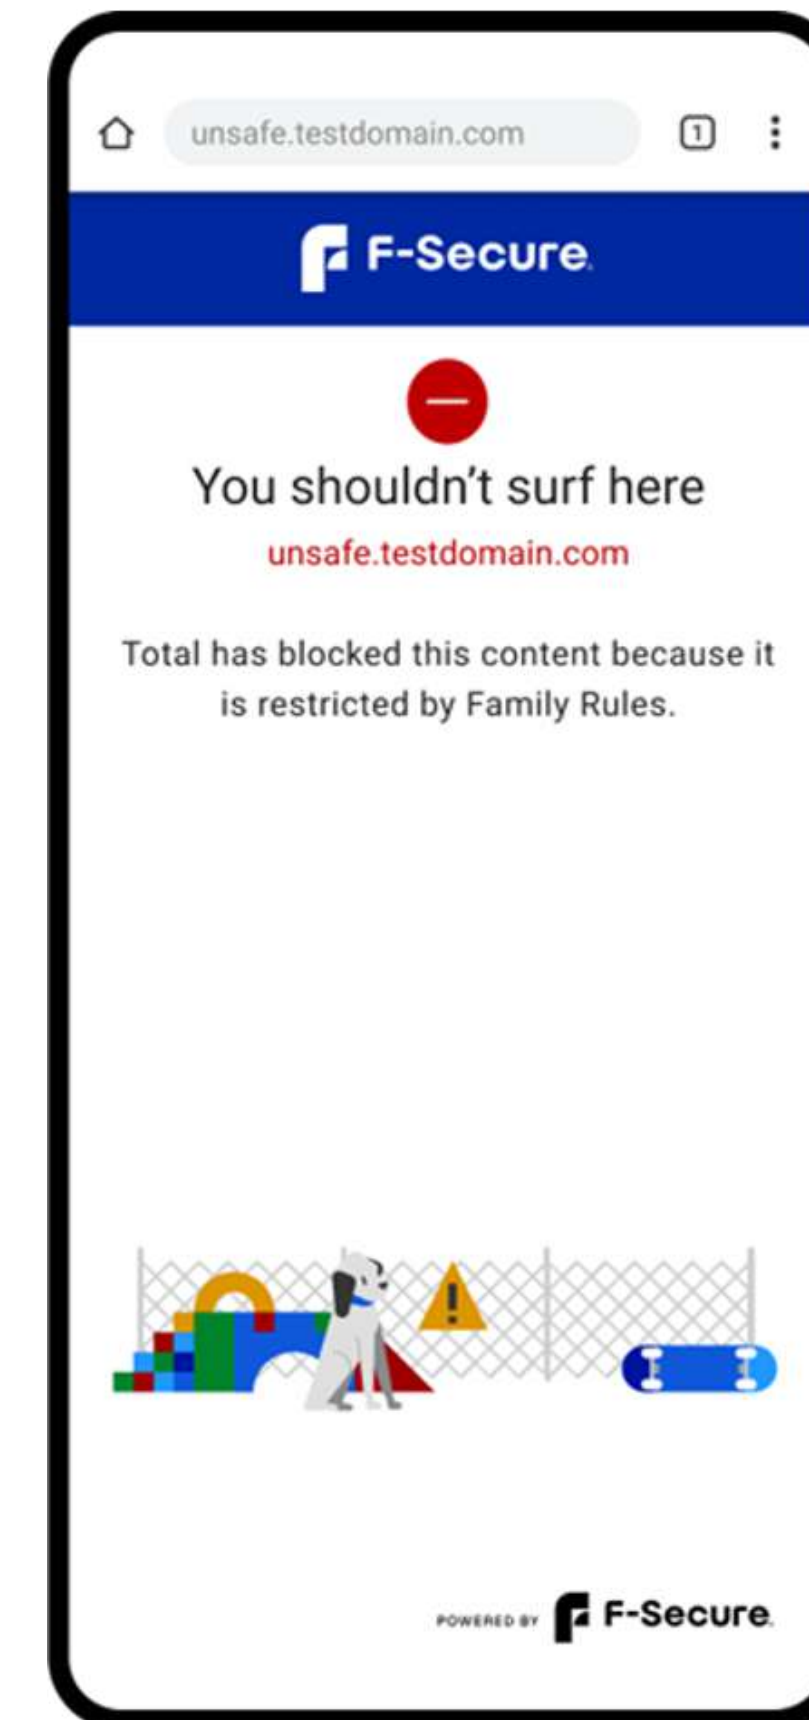 unsafe.testdomain.com
1
F-Secure.
You shouldn't surf here
unsafe.testdomain.com
Total has blocked this content because it
is restricted by Family Rules.
!
POWERED BY F-Secure.